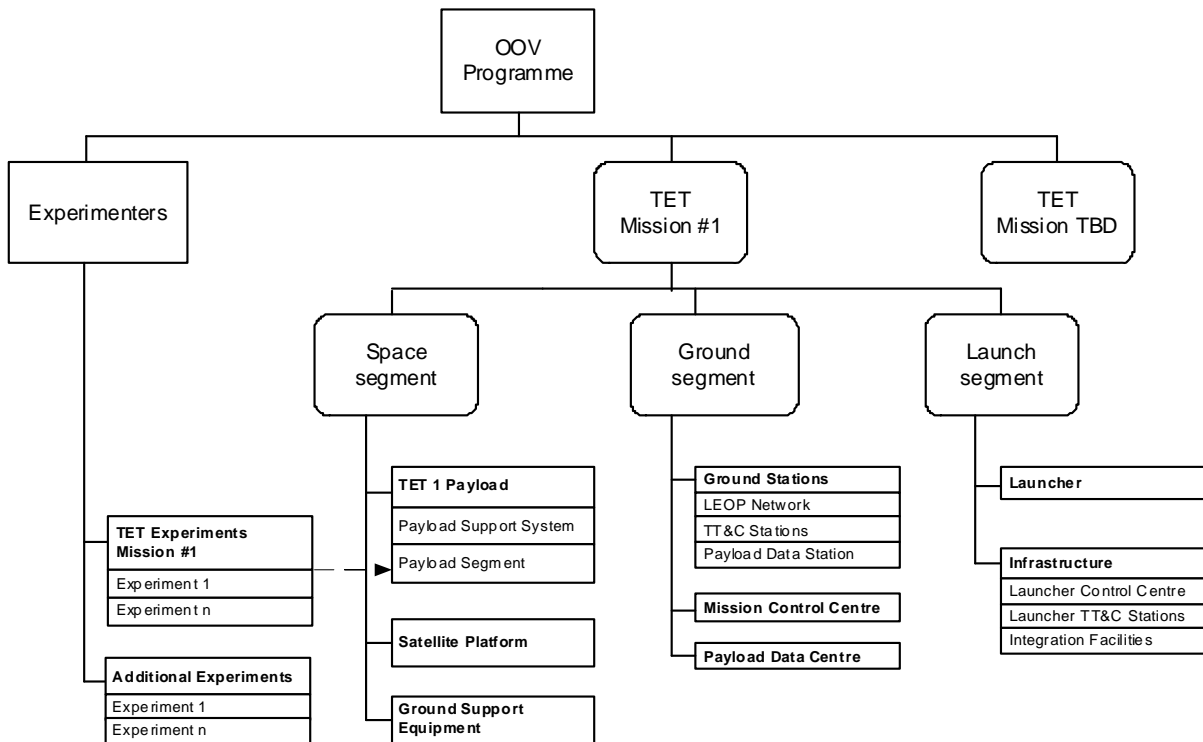 OOV
Programme
Experimenters
TET
Mission #1
TET
Mission TBD
Space
segment
Ground
segment
Launch
segment
TET Experiments
Mission #1
Experiment 1
Experiment n
Additional Experiments
Experiment 1
Experiment n
TET 1 Payload
Payload Support System
Payload Segment
Satellite Platform
Ground Support
Equipment
Ground Stations
LEOP Network
TT&C Stations
Payload Data Station
Mission Control Centre
Payload Data Centre
Launcher
Infrastructure
Launcher Control Centre
Launcher TT&C Stations
Integration Facilities